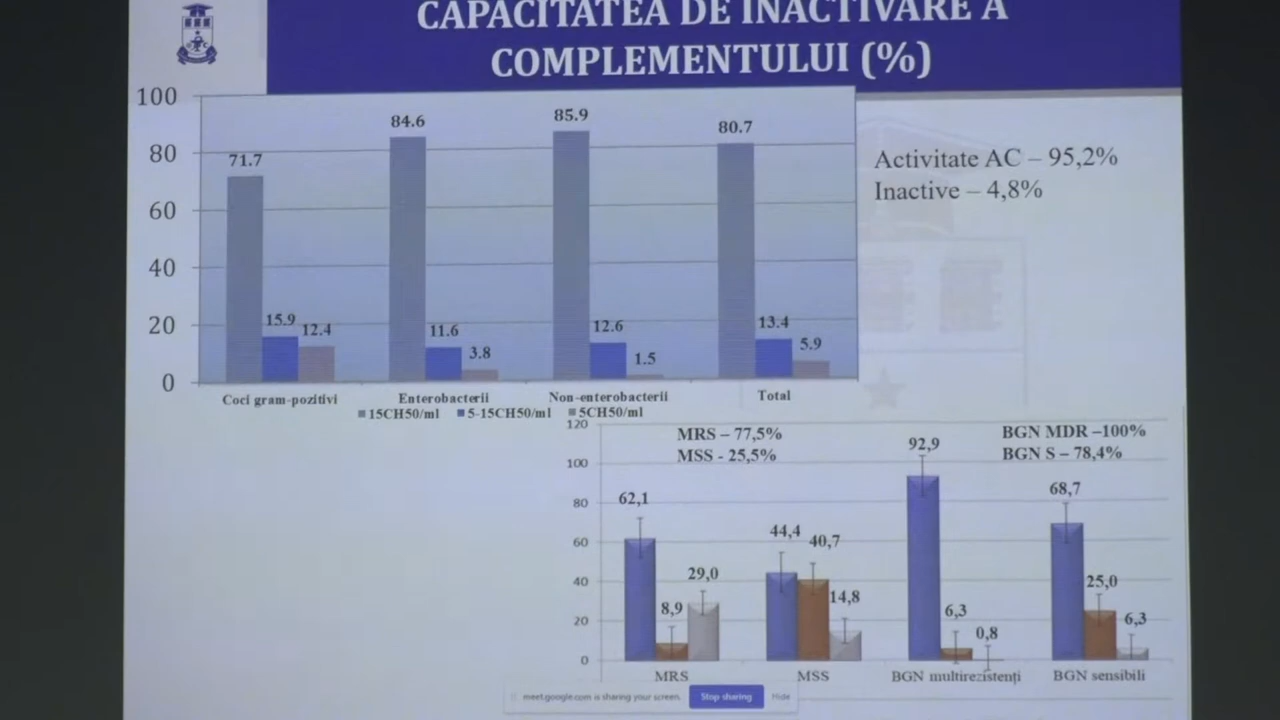 CAPACITATEA DE INACTIVARE A
COMPLEMENTULUI (%)
100
80
60
40
20
0
71.7
15.9
12.4
84.6
11.6
3.8
85.9
12.6
1.5
80.7
13.4
5.9
Coci gram-pozitivi
Enterobacterii
Non-enterobacterii
Total
15CH50/ml
5-15CH50/ml
5CH50/ml
Activitate AC – 95,2%
Inactive – 4,8%
120
100
80
60
40
20
0
MRS – 77,5%
MSS - 25,5%
BGN MDR –100%
BGN S – 78,4%
62,1
8,9
29,0
44,4
40,7
14,8
92,9
6,3
0,8
68,7
25,0
6,3
MRS
MSS
BGN multirezistenți
BGN sensibili
meet.google.com is sharing your screen.
Stop sharing
Hide